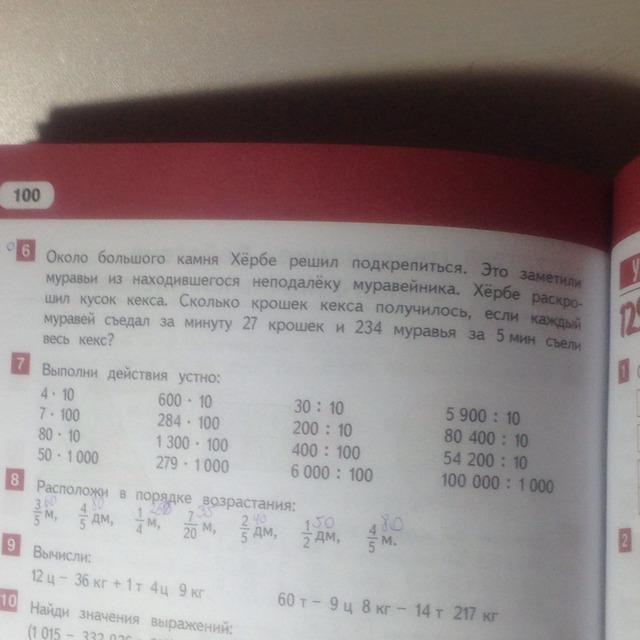 100
6 Около большого камня Хёрбе решил подкрепиться. Это заметили
муравьи из находившегося неподалёку муравейника. Хёрбе раскро-
шил кусок кекса. Сколько крошек кекса получилось, если каждый
муравей съедал за минуту 27 крошек и 234 муравья за 5 мин съели
весь кекс?
7 Выполни действия устно:
4 · 10 600 · 10 30 : 10 5 900 : 10
7 · 100 284 · 100 200 : 10 80 400 : 10
80 · 10 1 300 · 100 400 : 100 54 200 : 10
50 · 1 000 279 · 1 000 6 000 : 100 100 000 : 1 000
8 Расположи в порядке возрастания:
3/5 м, 4/5 дм, 1/4 м, 7/20 м, 2/5 дм, 1/2 дм, 4/5 м.
9 Вычисли:
12 ц − 36 кг + 1 т 4 ц 9 кг 60 т − 9 ц 8 кг − 14 т 217 кг
10 Найди значения выражений:
1
2